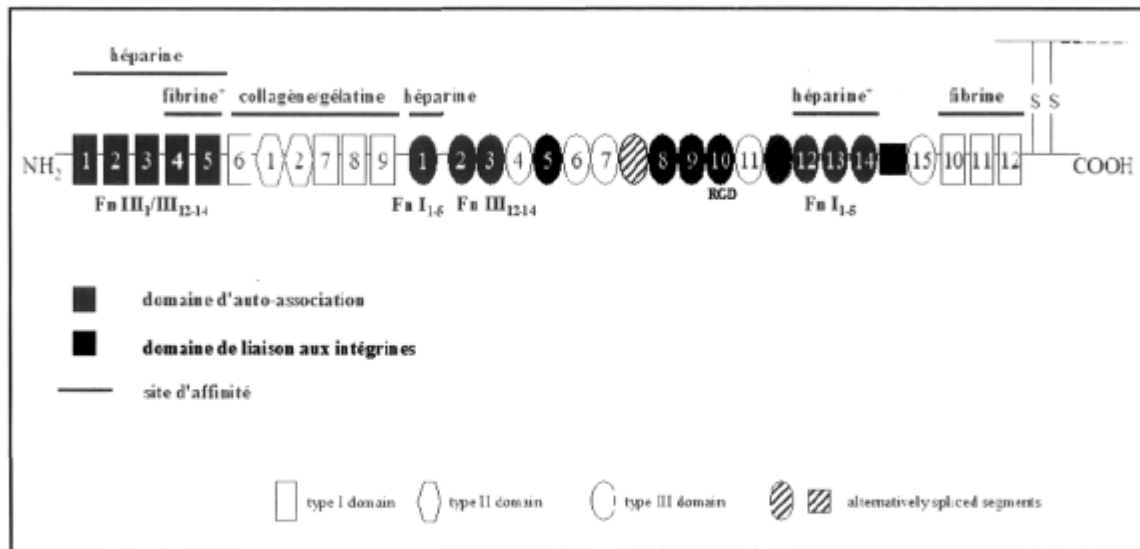 héparine
fibrine+ collagène/gélatine héparine héparine+ fibrine
S S
NH2 1 2 3 4 5 6 1 2 7 8 9 1 2 3 4 5 6 7 8 9 10 11 12 13 14 15 10 11 12 COOH
RGD
Fn III1/III12-14 Fn I1-5 Fn III12-14 Fn I1-5
domaine d'auto-association
domaine de liaison aux intégrines
site d'affinité
type I domain type II domain type III domain alternatively spliced segments